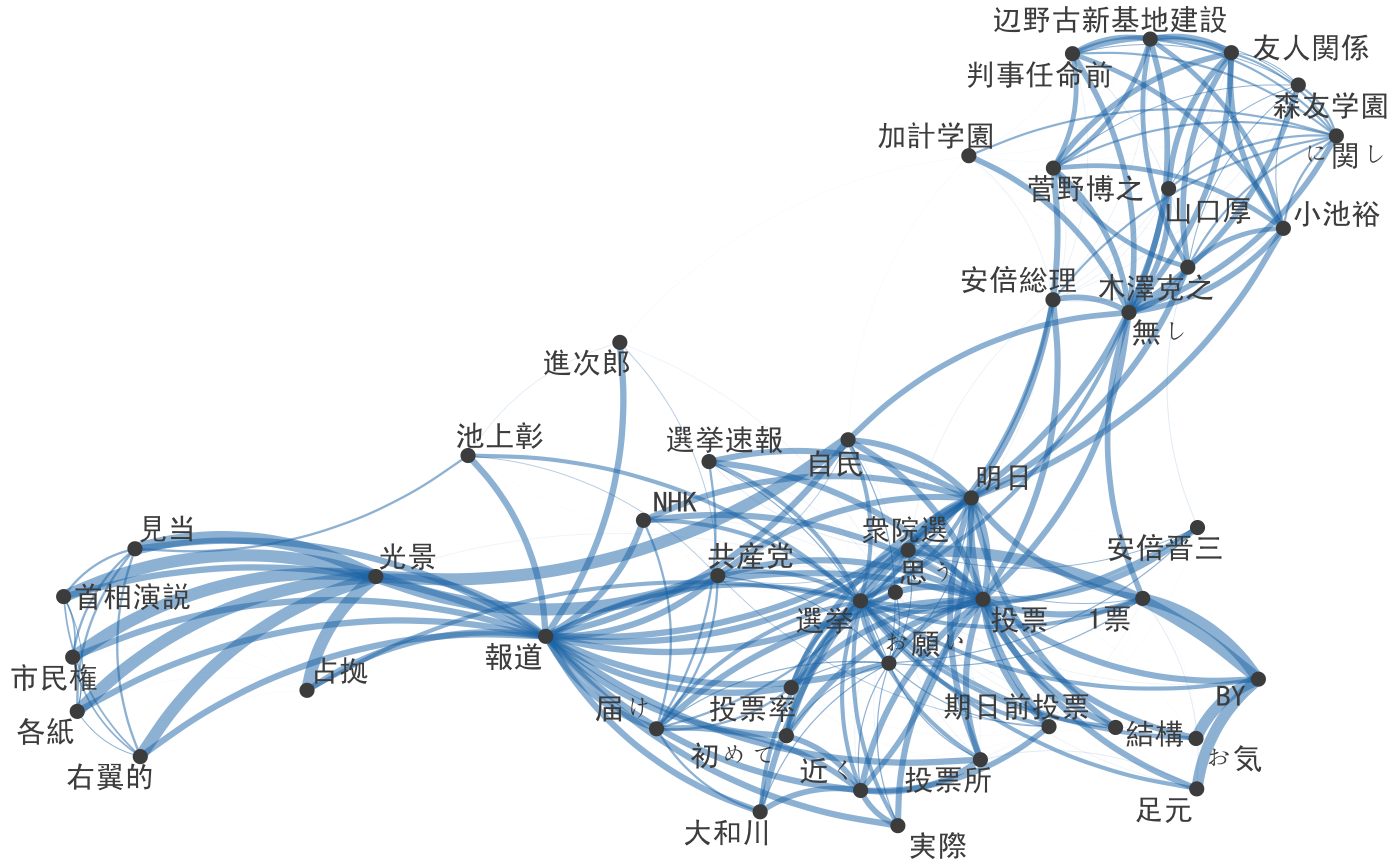 辺野古新基地建設
友人関係
判事任命前
森友学園
加計学園
に関し
菅野博之
山口厚
小池裕
安倍総理
木澤克之
無し
進次郎
池上彰
選挙速報
自民
明日
NHK
見当
衆院選
光景
共産党
安倍晋三
思う
首相演説
選挙
投票
1票
お願い
報道
市民権
占拠
BY
届け
投票率
期日前投票
各紙
結構
初めて
お気
近く
投票所
右翼的
足元
大和川
実際